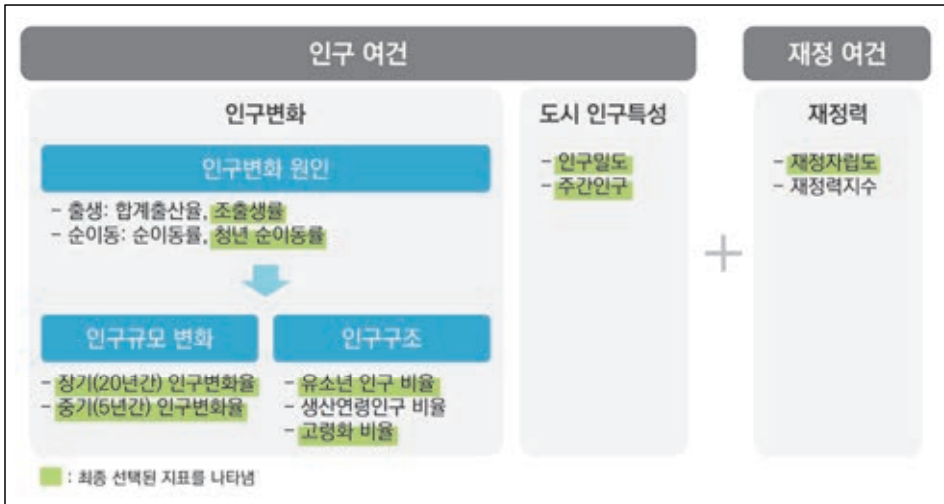 인구 여건
인구변화
인구변화 원인
- 출생: 합계출산율, 조출생률
- 순이동: 순이동률, 청년 순이동률
인구규모 변화
- 장기(20년간) 인구변화율
- 중기(5년간) 인구변화율
인구구조
- 유소년 인구 비율
- 생산연령인구 비율
- 고령화 비율
도시 인구특성
- 인구밀도
- 주간인구
+
재정 여건
재정력
- 재정자립도
- 재정력지수
: 최종 선택된 지표를 나타냄